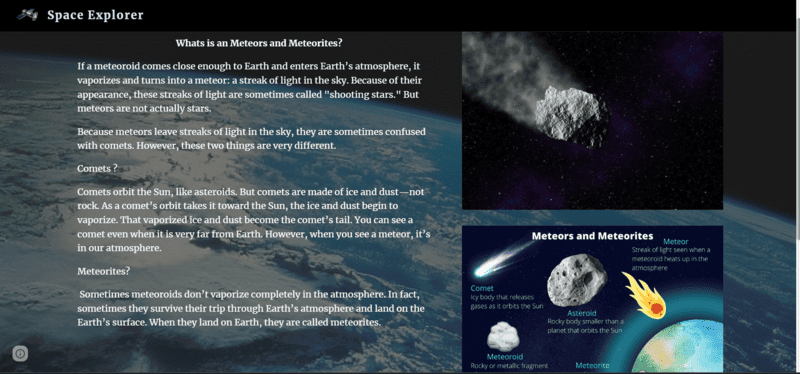 Space Explorer
Whats is an Meteors and Meteorites?
If a meteoroid comes close enough to Earth and enters Earth's atmosphere, it
vaporizes and turns into a meteor: a streak of light in the sky. Because of their
appearance, these streaks of light are sometimes called "shooting stars." But
meteors are not actually stars.
Because meteors leave streaks of light in the sky, they are sometimes confused
with comets. However, these two things are very different.
Comets ?
Comets orbit the Sun, like asteroids. But comets are made of ice and dust—not
rock. As a comet's orbit takes it toward the Sun, the ice and dust begin to
vaporize. That vaporized ice and dust become the comet's tail. You can see a
comet even when it is very far from Earth. However, when you see a meteor, it's
in our atmosphere.
Meteorites?
Sometimes meteoroids don't vaporize completely in the atmosphere. In fact,
sometimes they survive their trip through Earth's atmosphere and land on the
Earth's surface. When they land on Earth, they are called meteorites.
Meteors and Meteorites
Meteor
Streak of light seen when a
meteoroid heats up in the
atmosphere
Comet
Icy body that releases
gases as it orbits the Sun
Asteroid
Rocky body smaller than a
planet that orbits the Sun
Meteoroid
Rocky or metallic fragment
Meteorite